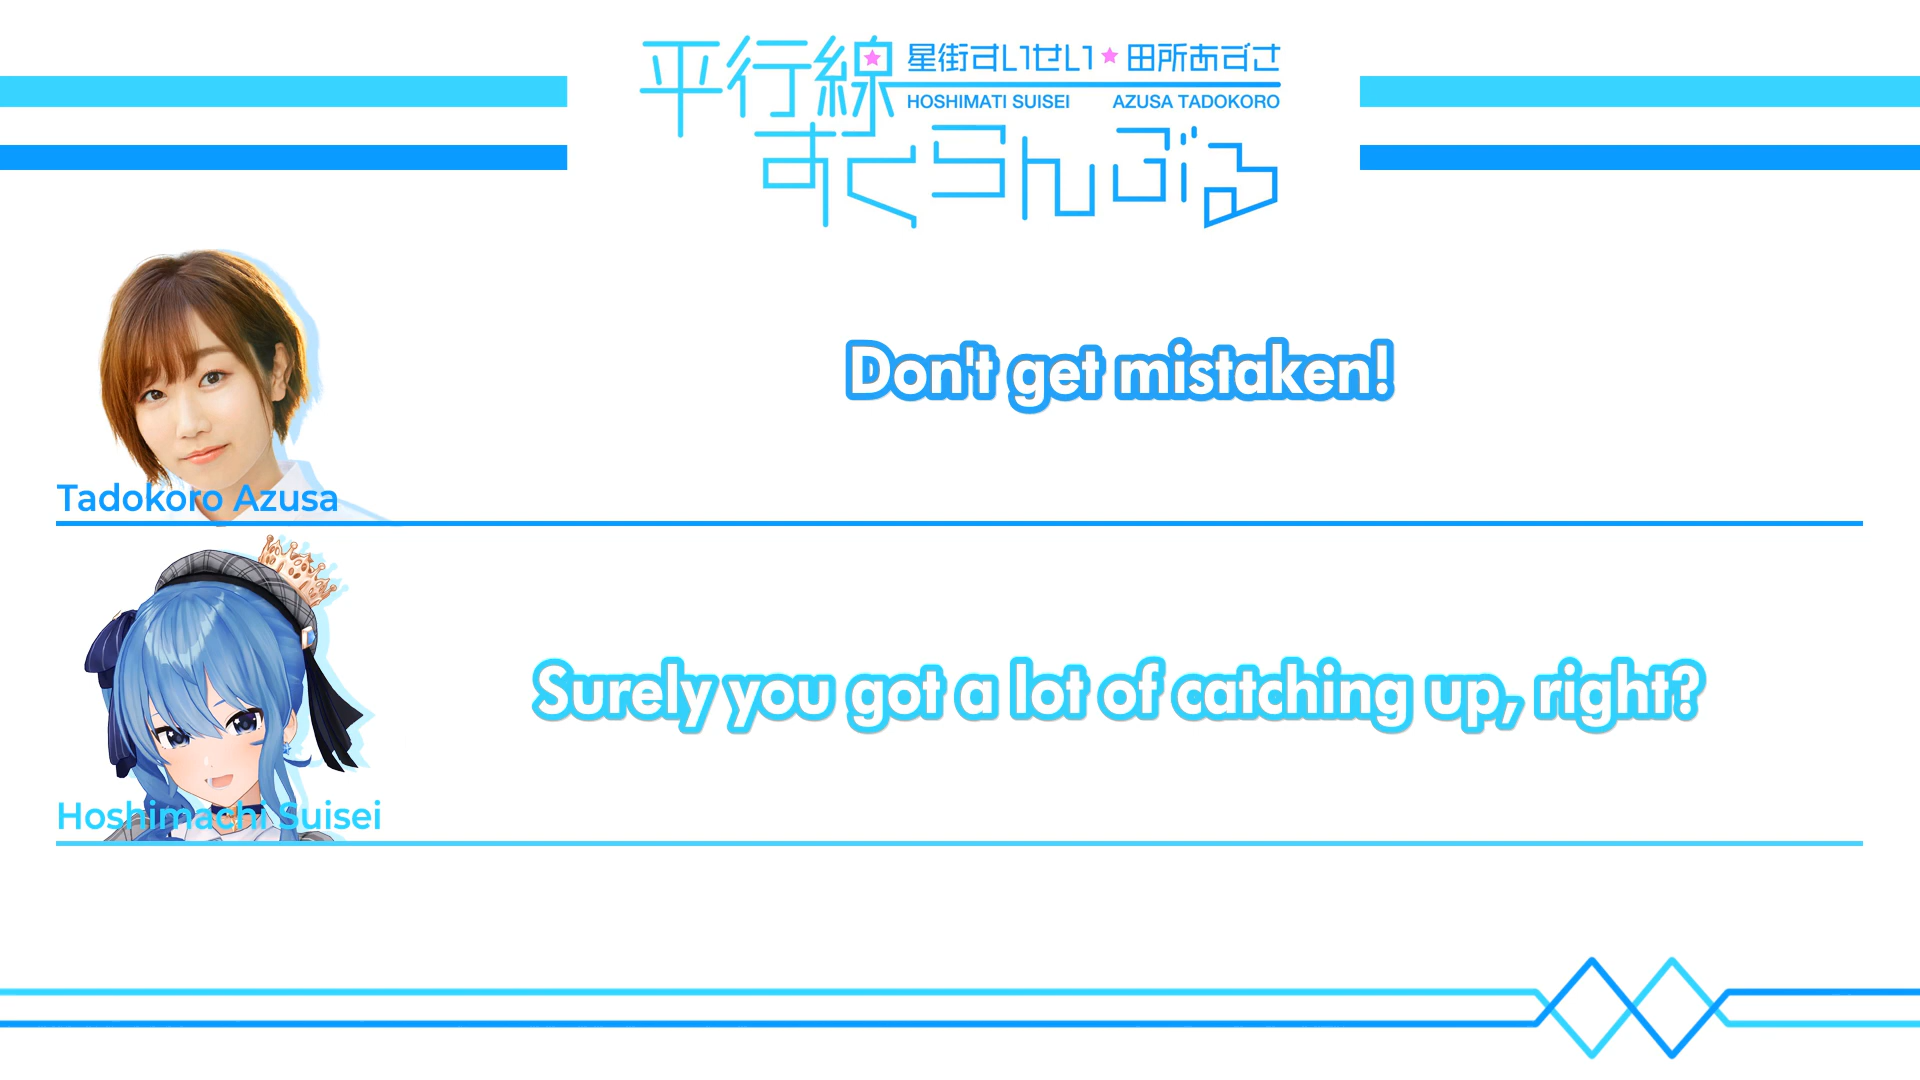 平行線
すくらんぶる
星街すいせい★田所あずさ
HOSHIMATI SUISEI AZUSA TADOKORO
Don't get mistaken!
Tadokoro Azusa
Surely you got a lot of catching up, right?
Hoshimachi Suisei